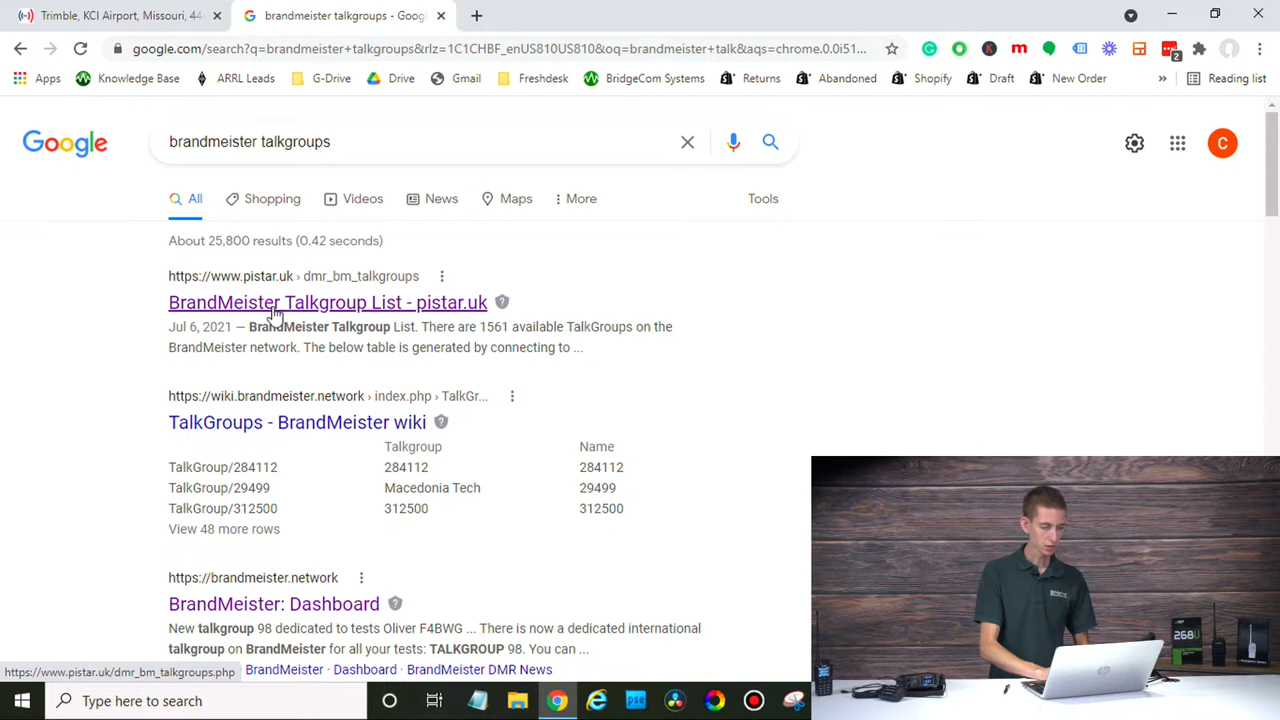 Trimble, KCI Airport, Missouri, 44
brandmeister talkgroups - Goog
google.com/search?q=brandmeister+talkgroups&rlz=1C1CHBF_enUS810US810&oq=brandmeister+talk&aqs=chrome.0.0i51...
Apps Knowledge Base ARRL Leads G-Drive Drive Gmail Freshdesk BridgeCom Systems Returns Abandoned Shopify Draft New Order » Reading list
Google
brandmeister talkgroups
C
All Shopping Videos News Maps More Tools
About 25,800 results (0.42 seconds)
https://www.pistar.uk › dmr_bm_talkgroups
BrandMeister Talkgroup List - pistar.uk
Jul 6, 2021 — BrandMeister Talkgroup List. There are 1561 available TalkGroups on the
BrandMeister network. The below table is generated by connecting to ...
https://wiki.brandmeister.network › index.php › TalkGr...
TalkGroups - BrandMeister wiki
Talkgroup Name
TalkGroup/284112 284112 284112
TalkGroup/29499 Macedonia Tech 29499
TalkGroup/312500 312500 312500
View 48 more rows
https://brandmeister.network
BrandMeister: Dashboard
New talkgroup 98 dedicated to tests Oliver F4BWG ... There is now a dedicated international
talkgroup on BrandMeister for all your tests: TALKGROUP 98. You can ...
https://www.pistar.uk/dmr_bm_talkgroups.php
BrandMeister · Dashboard · BrandMeister DMR News
268U
Type here to search
pse